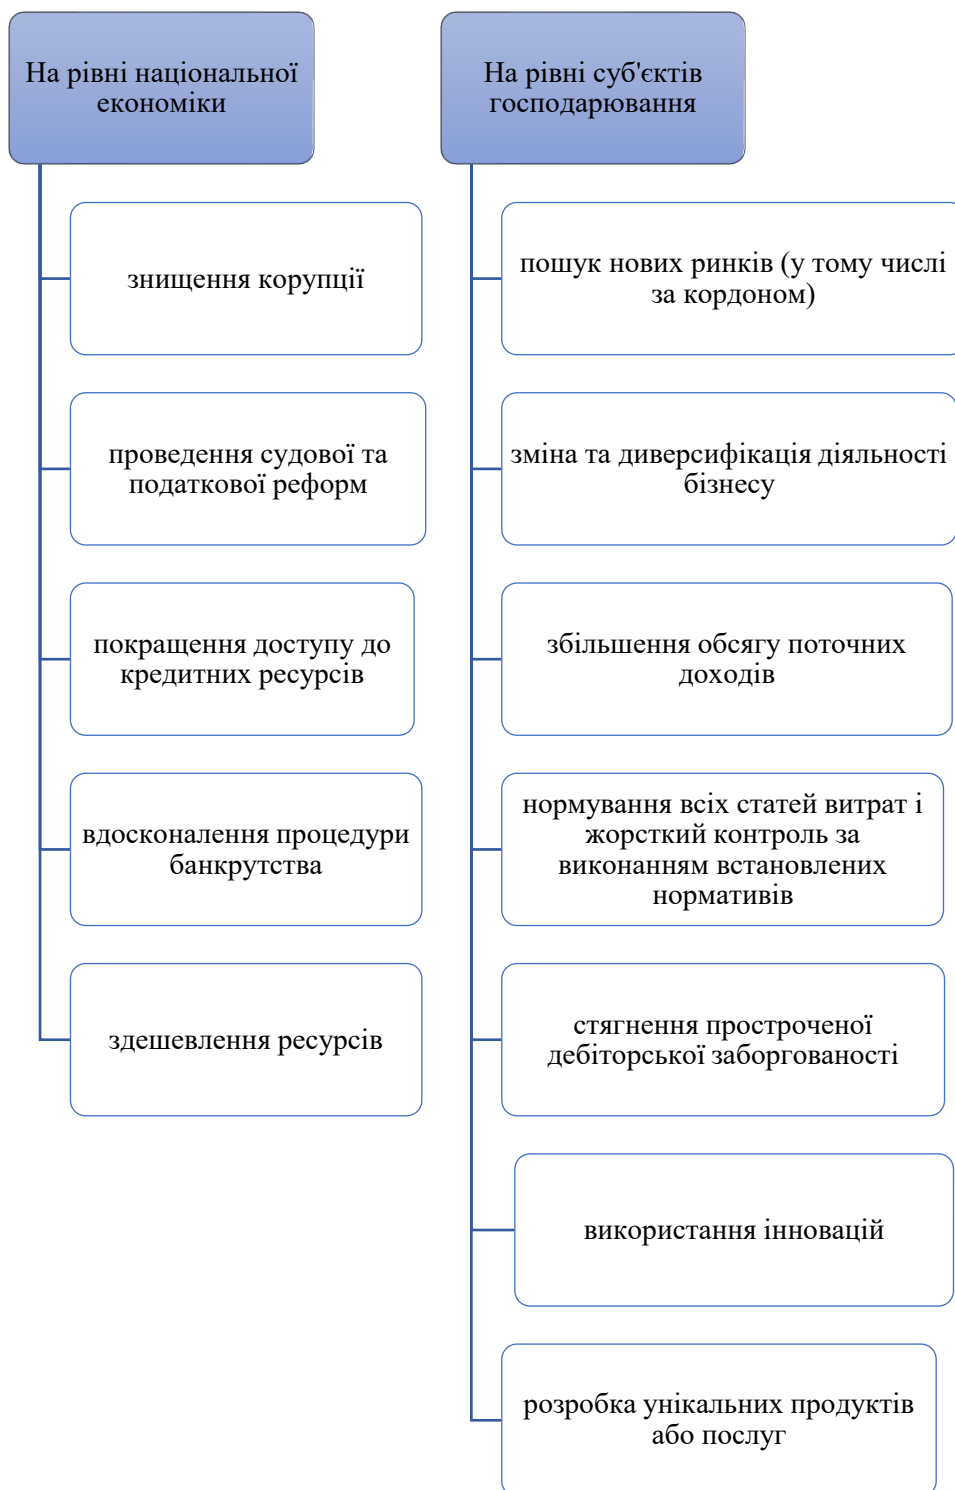 На рівні національної
економіки
знищення корупції
проведення судової та
податкової реформ
покращення доступу до
кредитних ресурсів
вдосконалення процедури
банкрутства
здешевлення ресурсів
На рівні суб'єктів
господарювання
пошук нових ринків (у тому числі
за кордоном)
зміна та диверсифікація діяльності
бізнесу
збільшення обсягу поточних
доходів
нормування всіх статей витрат і
жорсткий контроль за
виконанням встановлених
нормативів
стягнення простроченої
дебіторської заборгованості
використання інновацій
розробка унікальних продуктів
або послуг